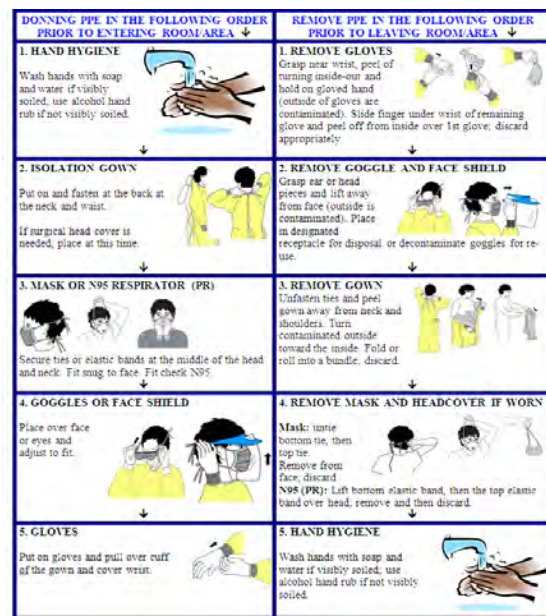 DONNING PPE IN THE FOLLOWING ORDER
PRIOR TO ENTERING ROOM/AREA ↓
1. HAND HYGIENE
Wash hands with soap
and water if visibly
soiled; use alcohol hand
rub if not visibly soiled.
↓
2. ISOLATION GOWN
Put on and fasten at the back at
the neck and waist.
If surgical head cover is
needed, place at this time.
↓
3. MASK OR N95 RESPIRATOR (PR)
Secure ties or elastic bands at the middle of the head
and neck. Fit snug to face. Fit check N95.
↓
4. GOGGLES OR FACE SHIELD
Place over face
or eyes and
adjust to fit.
↓
5. GLOVES
Put on gloves and pull over cuff
of the gown and cover wrist.
REMOVE PPE IN THE FOLLOWING ORDER
PRIOR TO LEAVING ROOM/AREA ↓
1. REMOVE GLOVES
Grasp near wrist, peel of
turning inside-out and
hold on gloved hand
(outside of gloves are
contaminated). Slide finger under wrist of remaining
glove and peel off from inside over 1st glove; discard
appropriately
↓
2. REMOVE GOGGLE AND FACE SHIELD
Grasp ear or head
pieces and lift away
from face (outside is
contaminated). Place
in designated
receptacle for disposal or decontaminate goggles for re-
use.
↓
3. REMOVE GOWN
Unfasten ties and peel
gown away from neck and
shoulders. Turn
contaminated outside
toward the inside. Fold or
roll into a bundle; discard.
↓
4. REMOVE MASK AND HEADCOVER IF WORN
Mask: untie
bottom tie, then
top tie.
Remove from
face; discard
N95 (PR): Lift bottom elastic band, then the top elastic
band over head; remove and then discard.
↓
5. HAND HYGIENE
Wash hands with soap and
water if visibly soiled; use
alcohol hand rub if not visibly
soiled.